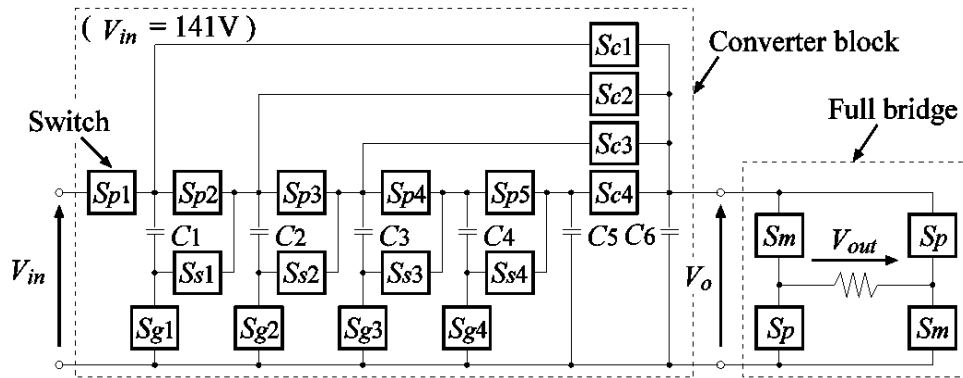 ( Vin = 141V )
Sc1
Converter block
Sc2
Switch
Sc3
Full bridge
Sp1 Sp2 Sp3 Sp4 Sp5 Sc4
C1 C2 C3 C4 C5 C6
Sm Vout Sp
Vin Ss1 Ss2 Ss3 Ss4 Vo
Sg1 Sg2 Sg3 Sg4 Sp Sm